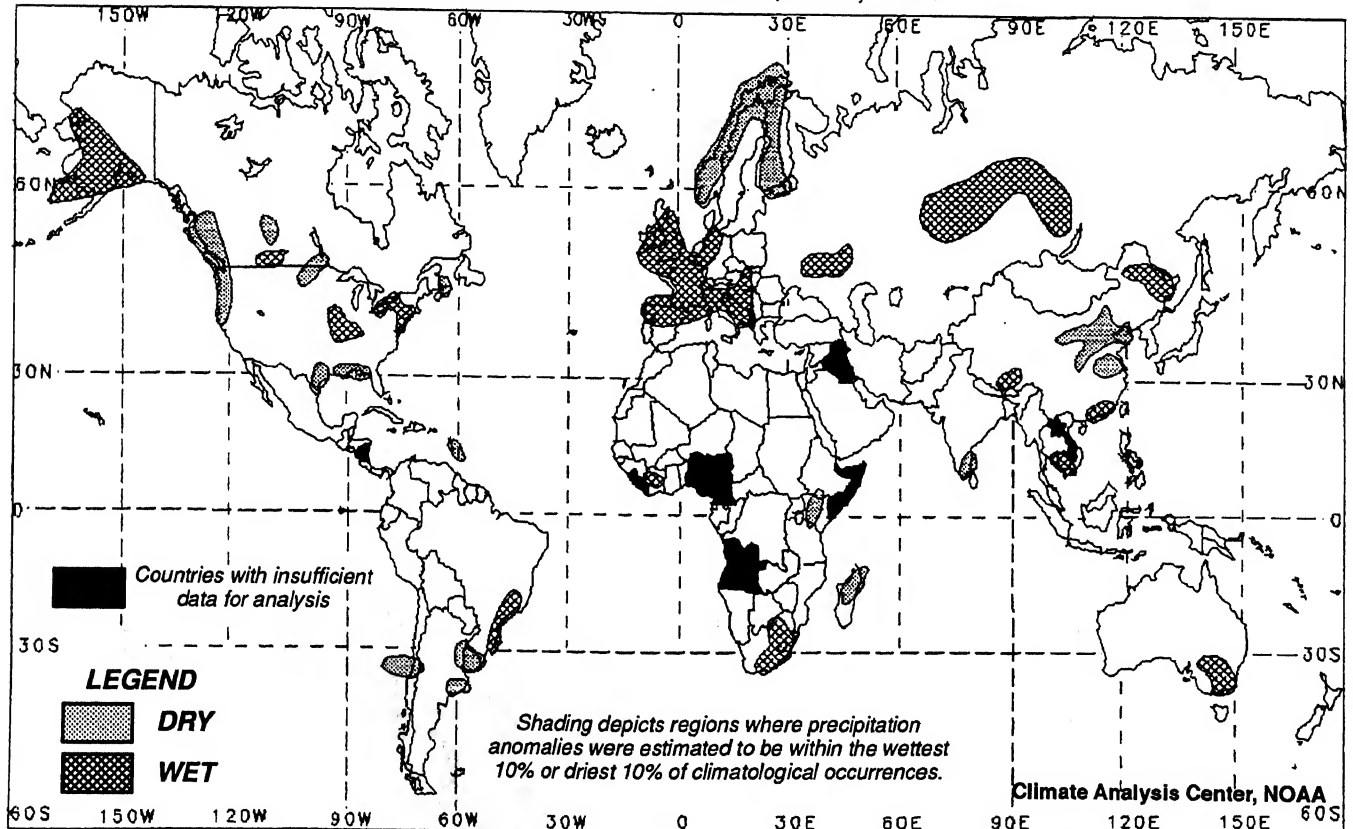 150W 120W 90W 60W 30W 0 30E 60E 90E 120E 150E
60N 60N
30N 30N
0 0
Countries with insufficient
data for analysis
30S 30S
LEGEND
DRY
WET
Shading depicts regions where precipitation
anomalies were estimated to be within the wettest
10% or driest 10% of climatological occurrences.
Climate Analysis Center, NOAA
60S 150W 120W 90W 60W 30W 0 30E 60E 90E 120E 150E 60S